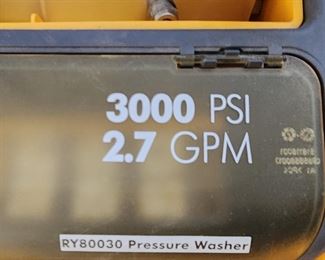 3000 PSI
2.7 GPM
RY80030 Pressure Washer